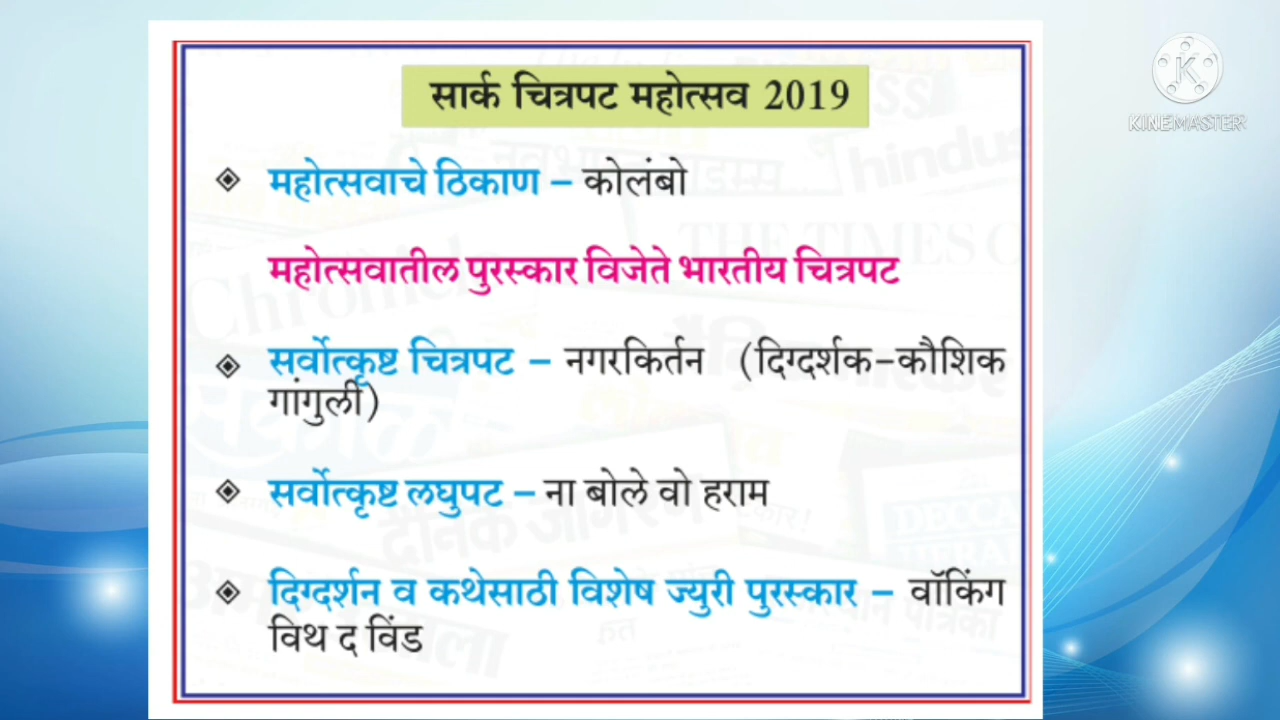 सार्क चित्रपट महोत्सव 2019
KINEMASTER
महोत्सवाचे ठिकाण – कोलंबो
महोत्सवातील पुरस्कार विजेते भारतीय चित्रपट
सर्वोत्कृष्ट चित्रपट – नगरकिर्तन (दिग्दर्शक-कौशिक
गांगुली)
सर्वोत्कृष्ट लघुपट – ना बोले वो हराम
दिग्दर्शन व कथेसाठी विशेष ज्युरी पुरस्कार – वॉकिंग
विथ द विंड